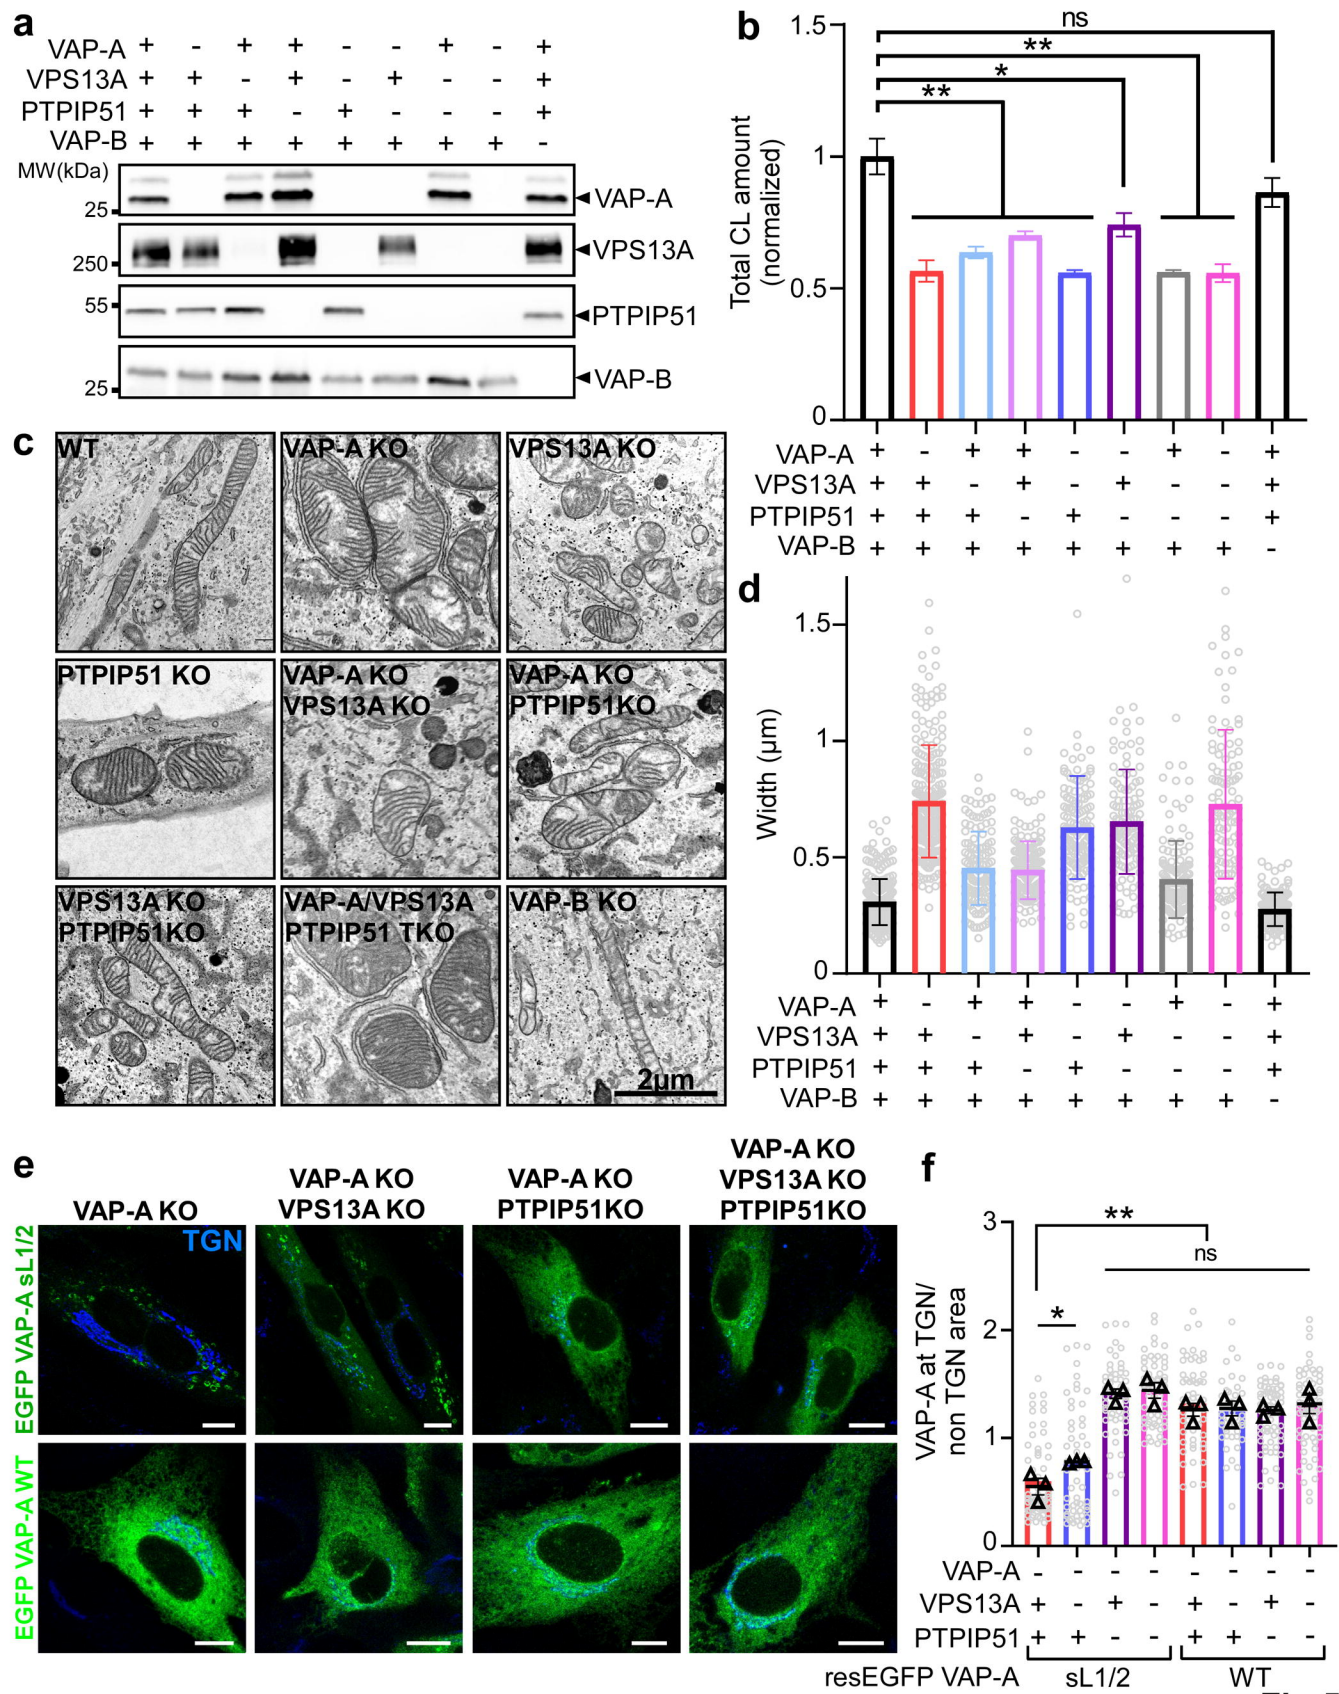 a
VAP-A + - + + - - + - +
VPS13A + + - + - + - - +
PTPIP51 + + + - + - - - +
VAP-B + + + + + + + + -
MW(kDa)
25
VAP-A
250
VPS13A
55
PTPIP51
25
VAP-B
b
ns
**
*
**
Total CL amount
(normalized)
1.5
1
0.5
0
VAP-A + - + + - - + - +
VPS13A + + - + - + - - +
PTPIP51 + + + - + - - - +
VAP-B + + + + + + + + -
c
WT
VAP-A KO
VPS13A KO
PTPIP51 KO
VAP-A KO
VPS13A KO
VAP-A KO
PTPIP51KO
VPS13A KO
PTPIP51KO
VAP-A/VPS13A
PTPIP51 TKO
VAP-B KO
2µm
d
Width (µm)
1.5
1
0.5
0
VAP-A + - + + - - + - +
VPS13A + + - + - + - - +
PTPIP51 + + + - + - - - +
VAP-B + + + + + + + + -
e
VAP-A KO
VAP-A KO
VPS13A KO
VAP-A KO
PTPIP51KO
VAP-A KO
VPS13A KO
PTPIP51KO
EGFP VAP-A sL1/2
TGN
EGFP VAP-A WT
f
**
ns
*
VAP-A at TGN/
non TGN area
3
2
1
0
VAP-A - - - - - - - -
VPS13A + - + - + - + -
PTPIP51 + + - - + + - -
resEGFP VAP-A sL1/2 WT